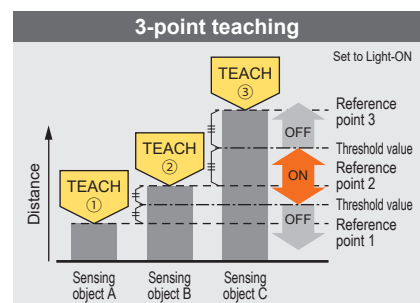 3-point teaching
Set to Light-ON
TEACH
③
TEACH
②
TEACH
①
Distance
OFF
ON
OFF
Reference
point 3
Threshold value
Reference
point 2
Threshold value
Reference
point 1
Sensing
object A
Sensing
object B
Sensing
object C